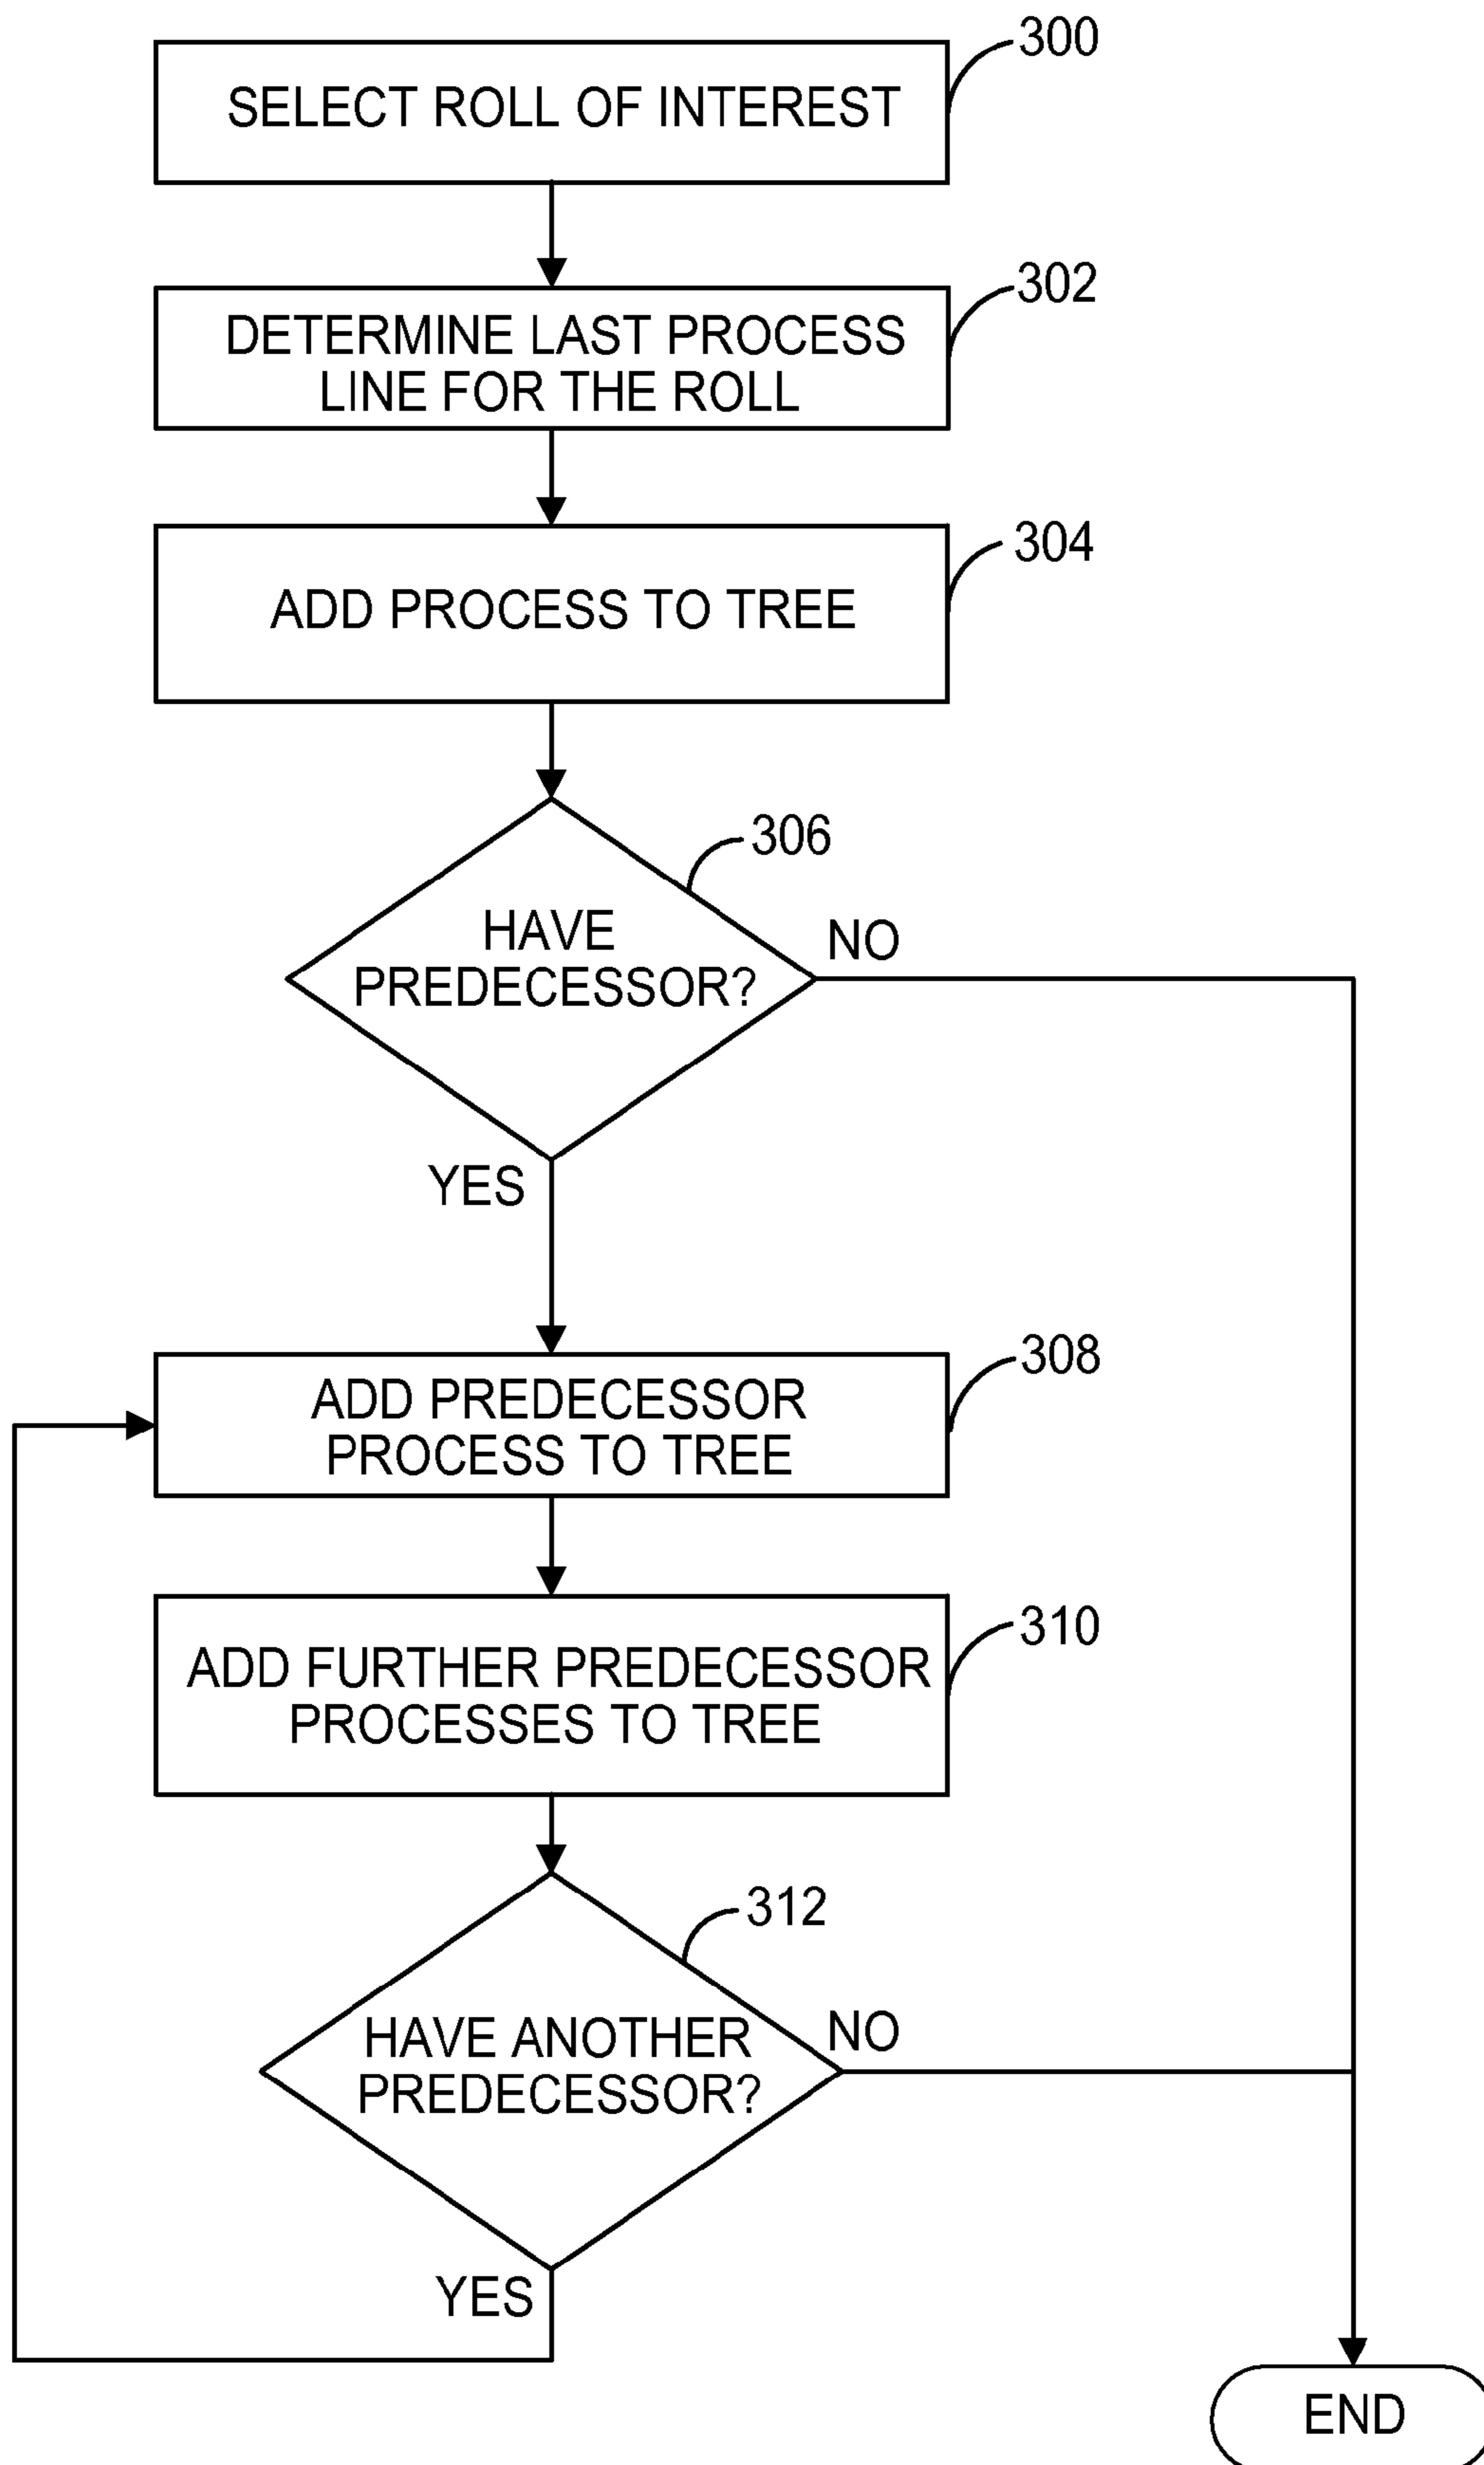 300
SELECT ROLL OF INTEREST
302
DETERMINE LAST PROCESS
LINE FOR THE ROLL
304
ADD PROCESS TO TREE
306
HAVE
PREDECESSOR?
NO
YES
308
ADD PREDECESSOR
PROCESS TO TREE
310
ADD FURTHER PREDECESSOR
PROCESSES TO TREE
312
HAVE ANOTHER
PREDECESSOR?
NO
YES
END